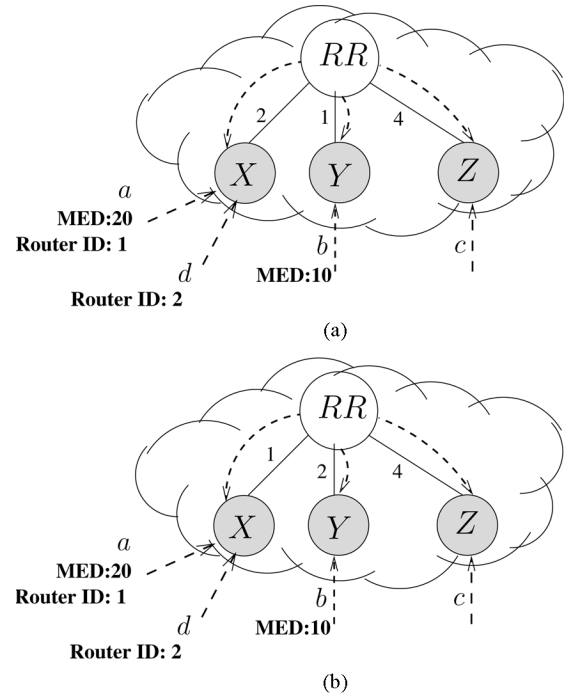 RR
2
1
4
X
Y
Z
a
MED:20
Router ID: 1
b
c
d
MED:10
Router ID: 2
(a)
RR
1
2
4
X
Y
Z
a
MED:20
Router ID: 1
b
c
d
MED:10
Router ID: 2
(b)